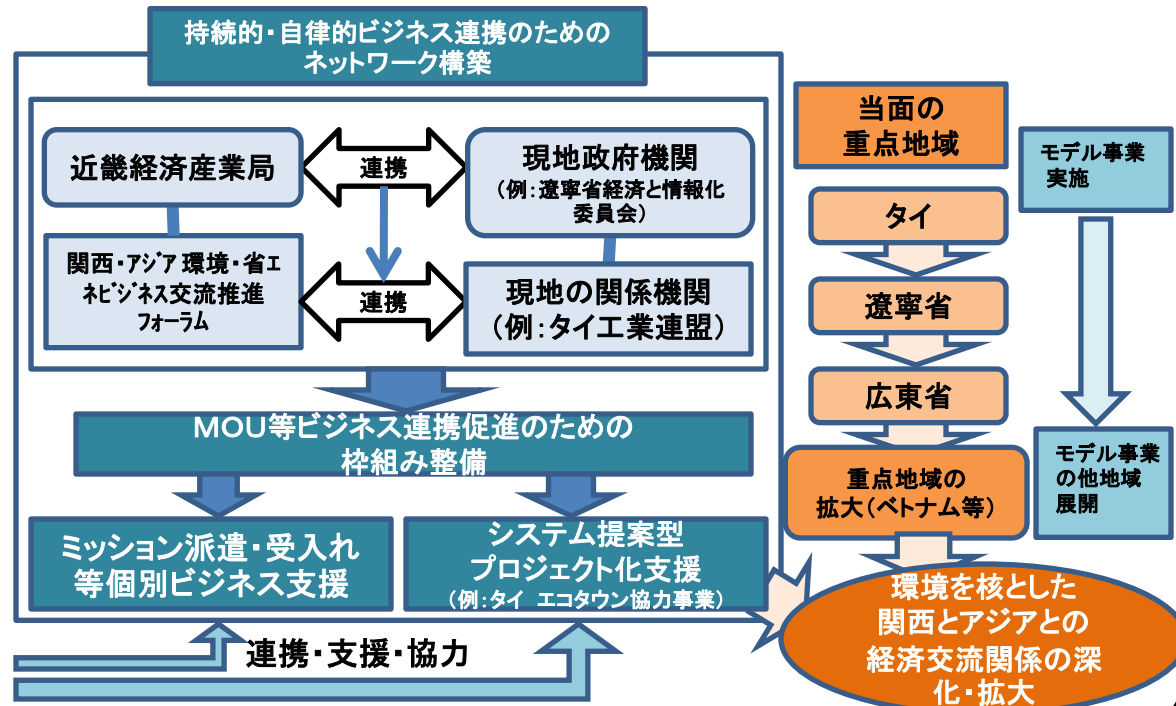 持続的・自律的ビジネス連携のための
ネットワーク構築
近畿経済産業局
連携
現地政府機関
（例：遼寧省経済と情報化
委員会）
関西・アジア 環境・省エ
ネビジネス交流推進
フォーラム
連携
現地の関係機関
（例：タイ工業連盟）
MOU等ビジネス連携促進のための
枠組み整備
ミッション派遣・受入れ
等個別ビジネス支援
システム提案型
プロジェクト化支援
（例：タイ エコタウン協力事業）
連携・支援・協力
当面の
重点地域
タイ
遼寧省
広東省
重点地域の
拡大（ベトナム等）
環境を核とした
関西とアジアとの
経済交流関係の深
化・拡大
モデル事業
実施
モデル事業
の他地域
展開